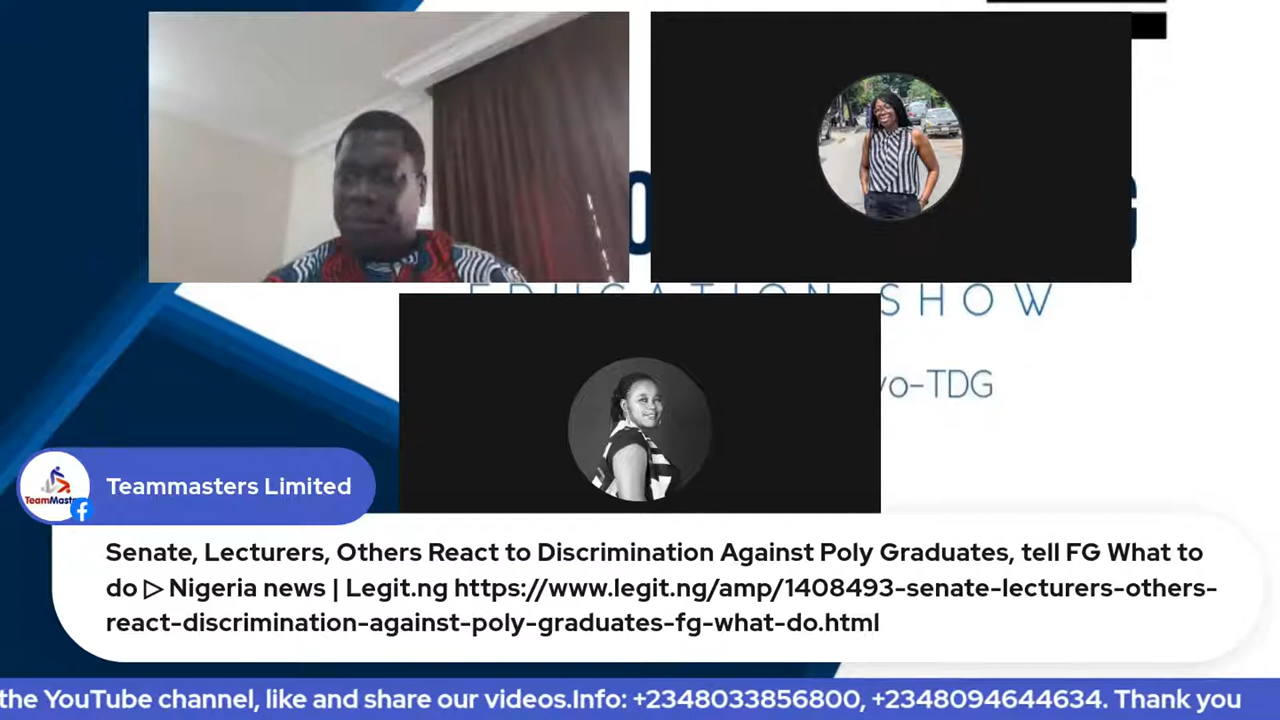 EDUCATION SHOW
vo-TDG
Teammasters Limited
TeamMaste
Senate, Lecturers, Others React to Discrimination Against Poly Graduates, tell FG What to
do ▷ Nigeria news | Legit.ng https://www.legit.ng/amp/1408493-senate-lecturers-others-
react-discrimination-against-poly-graduates-fg-what-do.html
the YouTube channel, like and share our videos.Info: +2348033856800, +2348094644634. Thank you